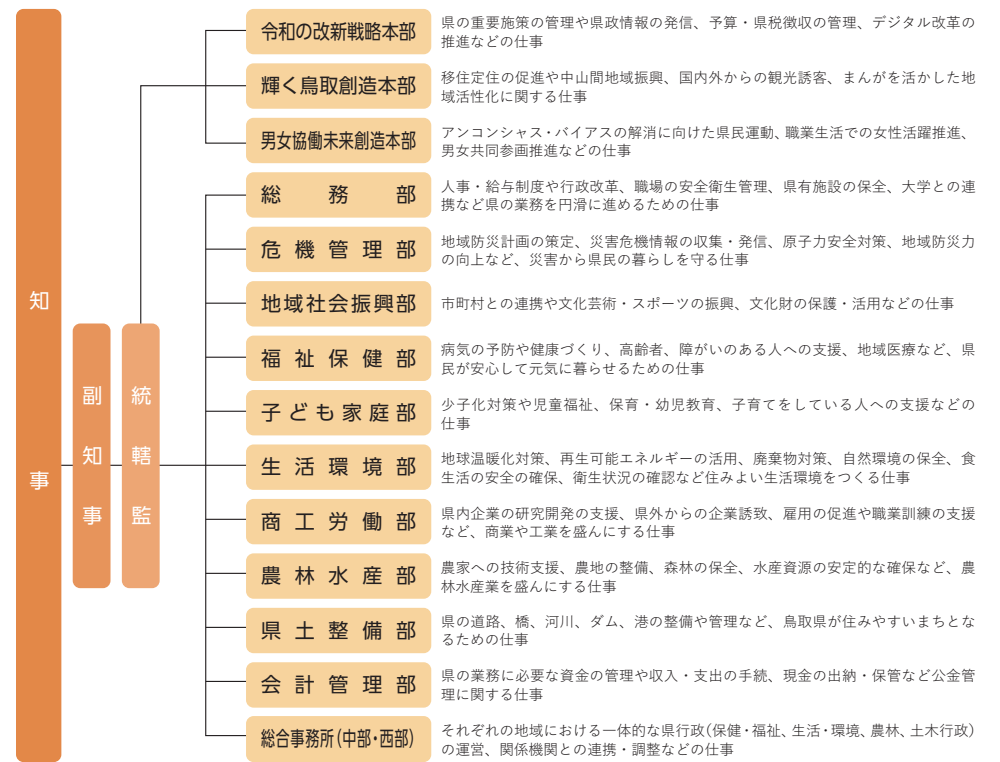 知事
副知事
統轄監
令和の改新戦略本部
県の重要施策の管理や県政情報の発信、予算・県税徴収の管理、デジタル改革の
推進などの仕事
輝く鳥取創造本部
移住定住の促進や中山間地域振興、国内外からの観光誘客、まんがを活かした地
域活性化に関する仕事
男女協働未来創造本部
アンコンシャス・バイアスの解消に向けた県民運動、職業生活での女性活躍推進、
男女共同参画推進などの仕事
総務部
人事・給与制度や行政改革、職場の安全衛生管理、県有施設の保全、大学との連
携など県の業務を円滑に進めるための仕事
危機管理部
地域防災計画の策定、災害危機情報の収集・発信、原子力安全対策、地域防災力
の向上など、災害から県民の暮らしを守る仕事
地域社会振興部
市町村との連携や文化芸術・スポーツの振興、文化財の保護・活用などの仕事
福祉保健部
病気の予防や健康づくり、高齢者、障がいのある人への支援、地域医療など、県
民が安心して元気に暮らせるための仕事
子ども家庭部
少子化対策や児童福祉、保育・幼児教育、子育てをしている人への支援などの
仕事
生活環境部
地球温暖化対策、再生可能エネルギーの活用、廃棄物対策、自然環境の保全、食
生活の安全の確保、衛生状況の確認など住みよい生活環境をつくる仕事
商工労働部
県内企業の研究開発の支援、県外からの企業誘致、雇用の促進や職業訓練の支援
など、商業や工業を盛んにする仕事
農林水産部
農家への技術支援、農地の整備、森林の保全、水産資源の安定的な確保など、農
林水産業を盛んにする仕事
県土整備部
県の道路、橋、河川、ダム、港の整備や管理など、鳥取県が住みやすいまちとな
るための仕事
会計管理部
県の業務に必要な資金の管理や収入・支出の手続、現金の出納・保管など公金管
理に関する仕事
総合事務所(中部・西部)
それぞれの地域における一体的な県行政(保健・福祉、生活・環境、農林、土木行政)
の運営、関係機関との連携・調整などの仕事